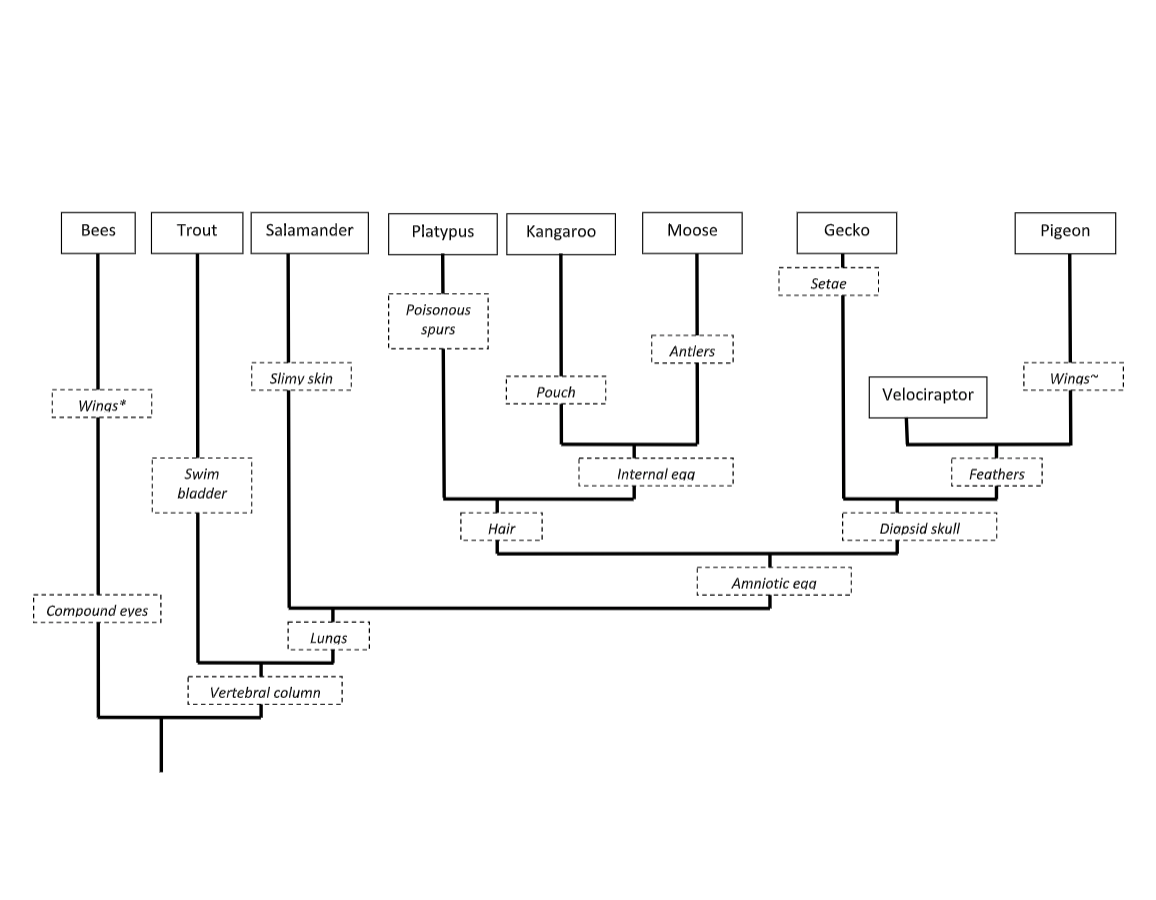 Bees
Trout
Salamander
Platypus
Kangaroo
Moose
Gecko
Pigeon
Setae
Poisonous
spurs
Antlers
Slimy skin
Pouch
Velociraptor
Wings~
Wings*
Swim
bladder
Internal egg
Feathers
Hair
Diapsid skull
Amniotic egg
Compound eyes
Lungs
Vertebral column